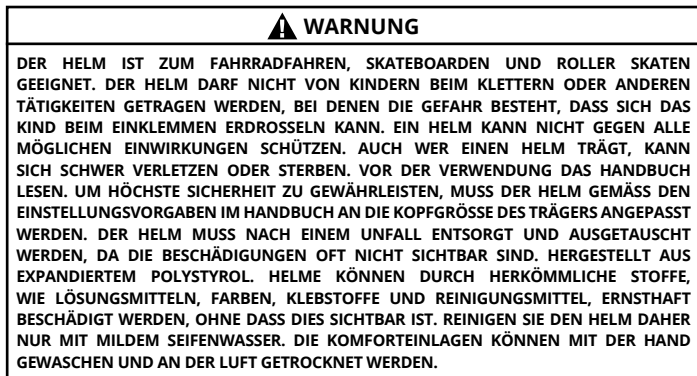 WARNUNG
DER HELM IST ZUM FAHRRADFAHREN, SKATEBOARDEN UND ROLLER SKATEN
GEEIGNET. DER HELM DARF NICHT VON KINDERN BEIM KLETTERN ODER ANDEREN
TÄTIGKEITEN GETRAGEN WERDEN, BEI DENEN DIE GEFAHR BESTEHT, DASS SICH DAS
KIND BEIM EINKLEMMEN ERDROSSELN KANN. EIN HELM KANN NICHT GEGEN ALLE
MÖGLICHEN EINWIRKUNGEN SCHÜTZEN. AUCH WER EINEN HELM TRÄGT, KANN
SICH SCHWER VERLETZEN ODER STERBEN. VOR DER VERWENDUNG DAS HANDBUCH
LESEN. UM HÖCHSTE SICHERHEIT ZU GEWÄHRLEISTEN, MUSS DER HELM GEMÄSS DEN
EINSTELLUNGSVORGABEN IM HANDBUCH AN DIE KOPFGRÖSSE DES TRÄGERS ANGEPASST
WERDEN. DER HELM MUSS NACH EINEM UNFALL ENTSORGT UND AUSGETAUSCHT
WERDEN, DA DIE BESCHÄDIGUNGEN OFT NICHT SICHTBAR SIND. HERGESTELLT AUS
EXPANDIERTEM POLYSTYROL. HELME KÖNNEN DURCH HERKÖMMLICHE STOFFE,
WIE LÖSUNGSMITTELN, FARBEN, KLEBSTOFFE UND REINIGUNGSMITTEL, ERNSTHAFT
BESCHÄDIGT WERDEN, OHNE DASS DIES SICHTBAR IST. REINIGEN SIE DEN HELM DAHER
NUR MIT MILDEM SEIFENWASSER. DIE KOMFORTEINLAGEN KÖNNEN MIT DER HAND
GEWASCHEN UND AN DER LUFT GETROCKNET WERDEN.